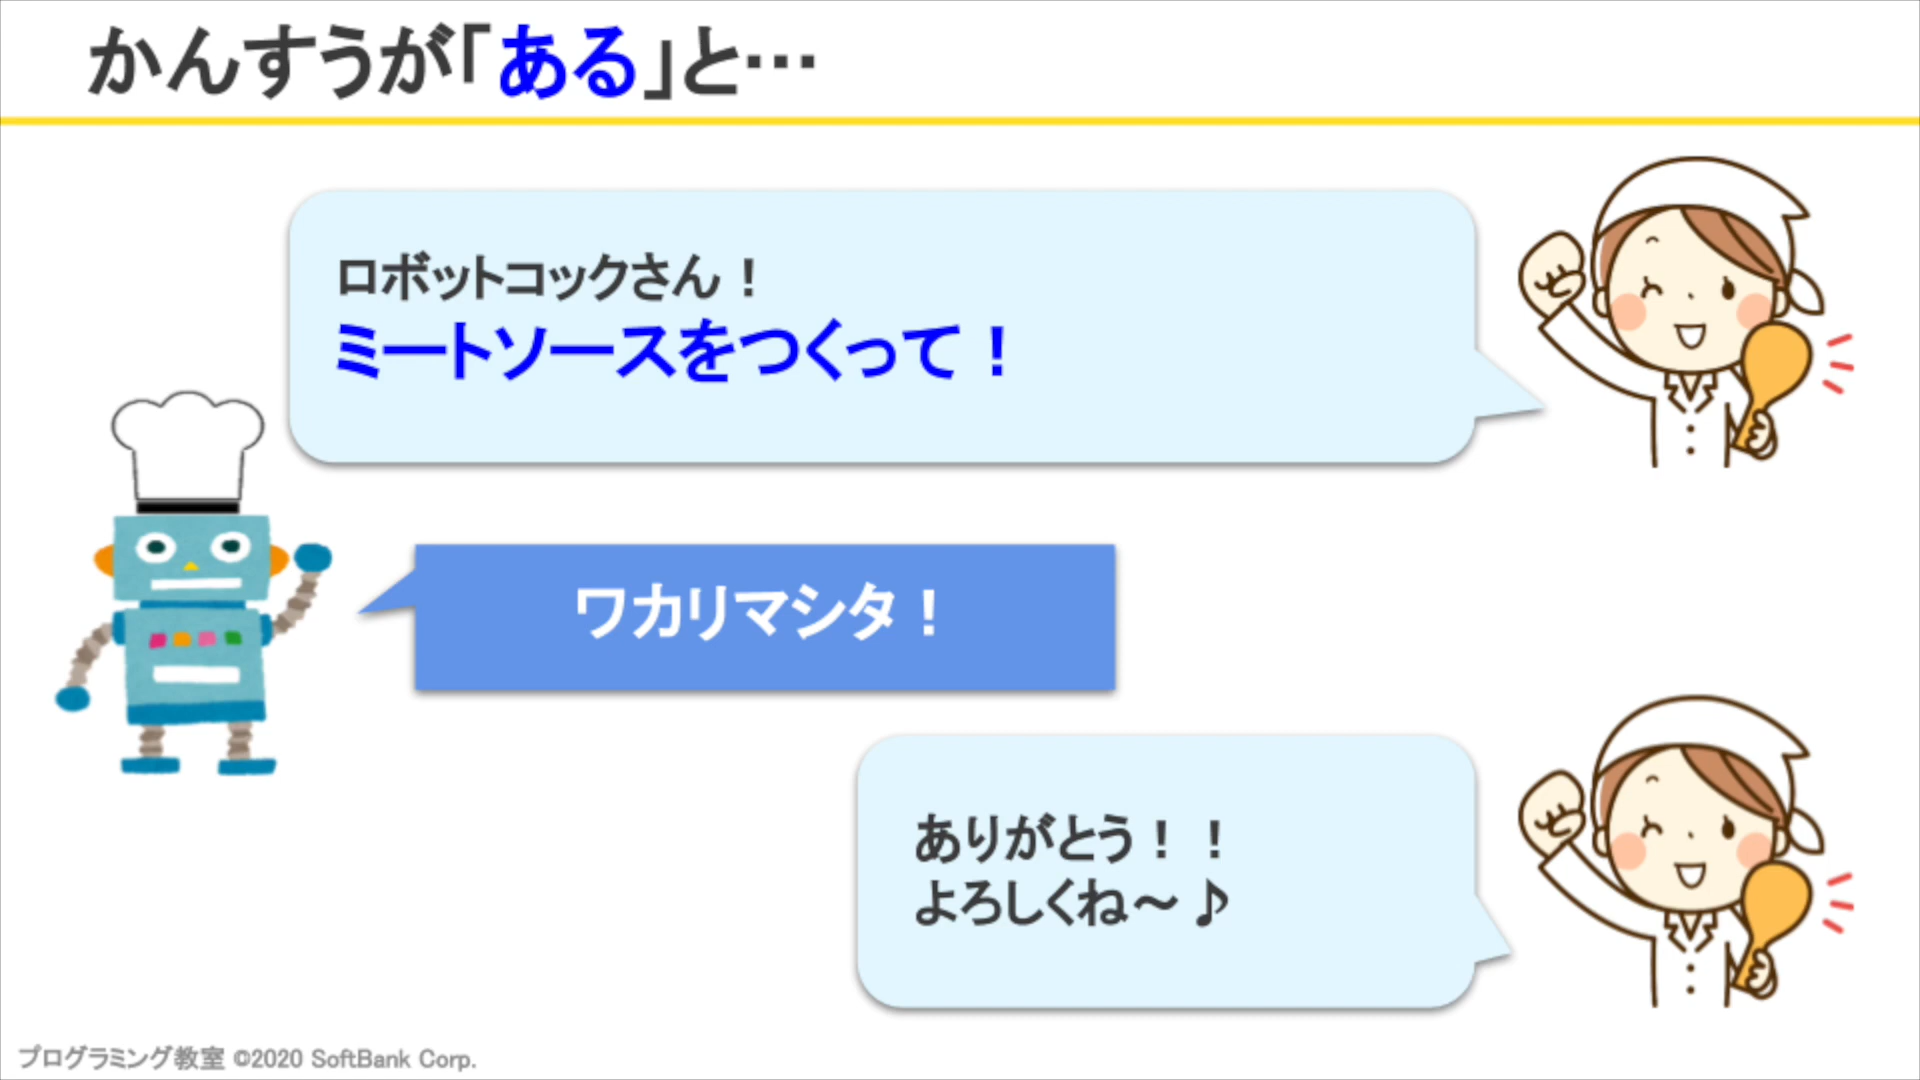 かんすうが「ある」と…
ロボットコックさん！
ミートソースをつくって！
ワカリマシタ！
ありがとう！！
よろしくね～♪
プログラミング教室 ©2020 SoftBank Corp.